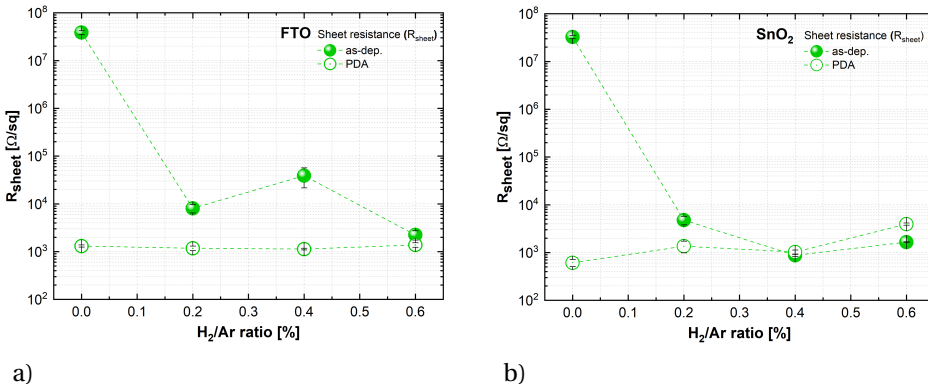 FTO Sheet resistance (R_sheet)
as-dep.
PDA
10^8
10^7
10^6
10^5
10^4
10^3
10^2
R_sheet [Ω/sq]
0.0 0.1 0.2 0.3 0.4 0.5 0.6
H₂/Ar ratio [%]
a)
SnO₂ Sheet resistance (R_sheet)
as-dep.
PDA
10^8
10^7
10^6
10^5
10^4
10^3
10^2
R_sheet [Ω/sq]
0.0 0.1 0.2 0.3 0.4 0.5 0.6
H₂/Ar ratio [%]
b)